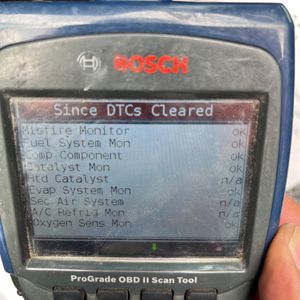 BOSCH
Since DTCs Cleared
Misfire Monitor ok
Fuel System Mon ok
Comp Component ok
Catalyst Mon ok
Htd Catalyst n/a
Evap System Mon ok
Sec Air System n/a
A/C Refrig Mon n/a
Oxygen Sens Mon ok
ProGrade OBD II Scan Tool